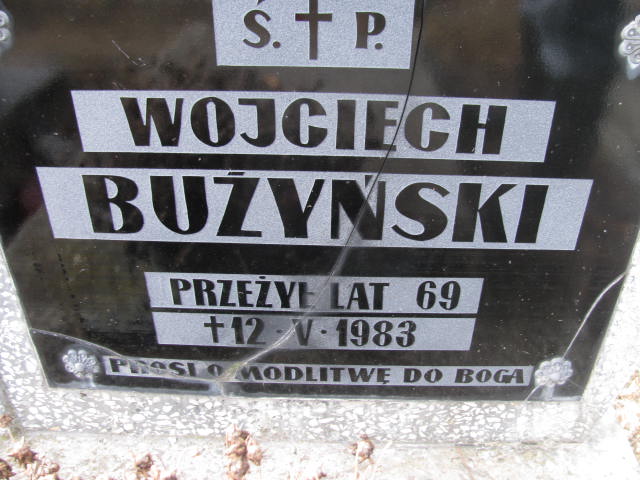 Ś. † P.
WOJCIECH
BUŻYŃSKI
PRZEŻYŁ LAT 69
† 12 · V · 1983
PROSI O MODLITWĘ DO BOGA